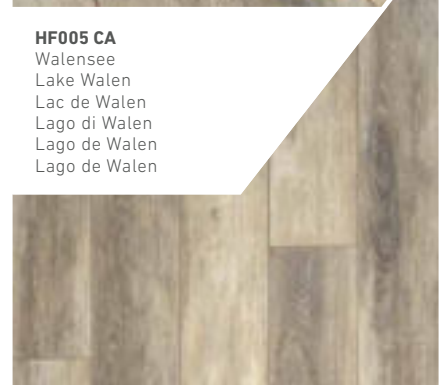 HF005 CA
Walensee
Lake Walen
Lac de Walen
Lago di Walen
Lago de Walen
Lago de Walen